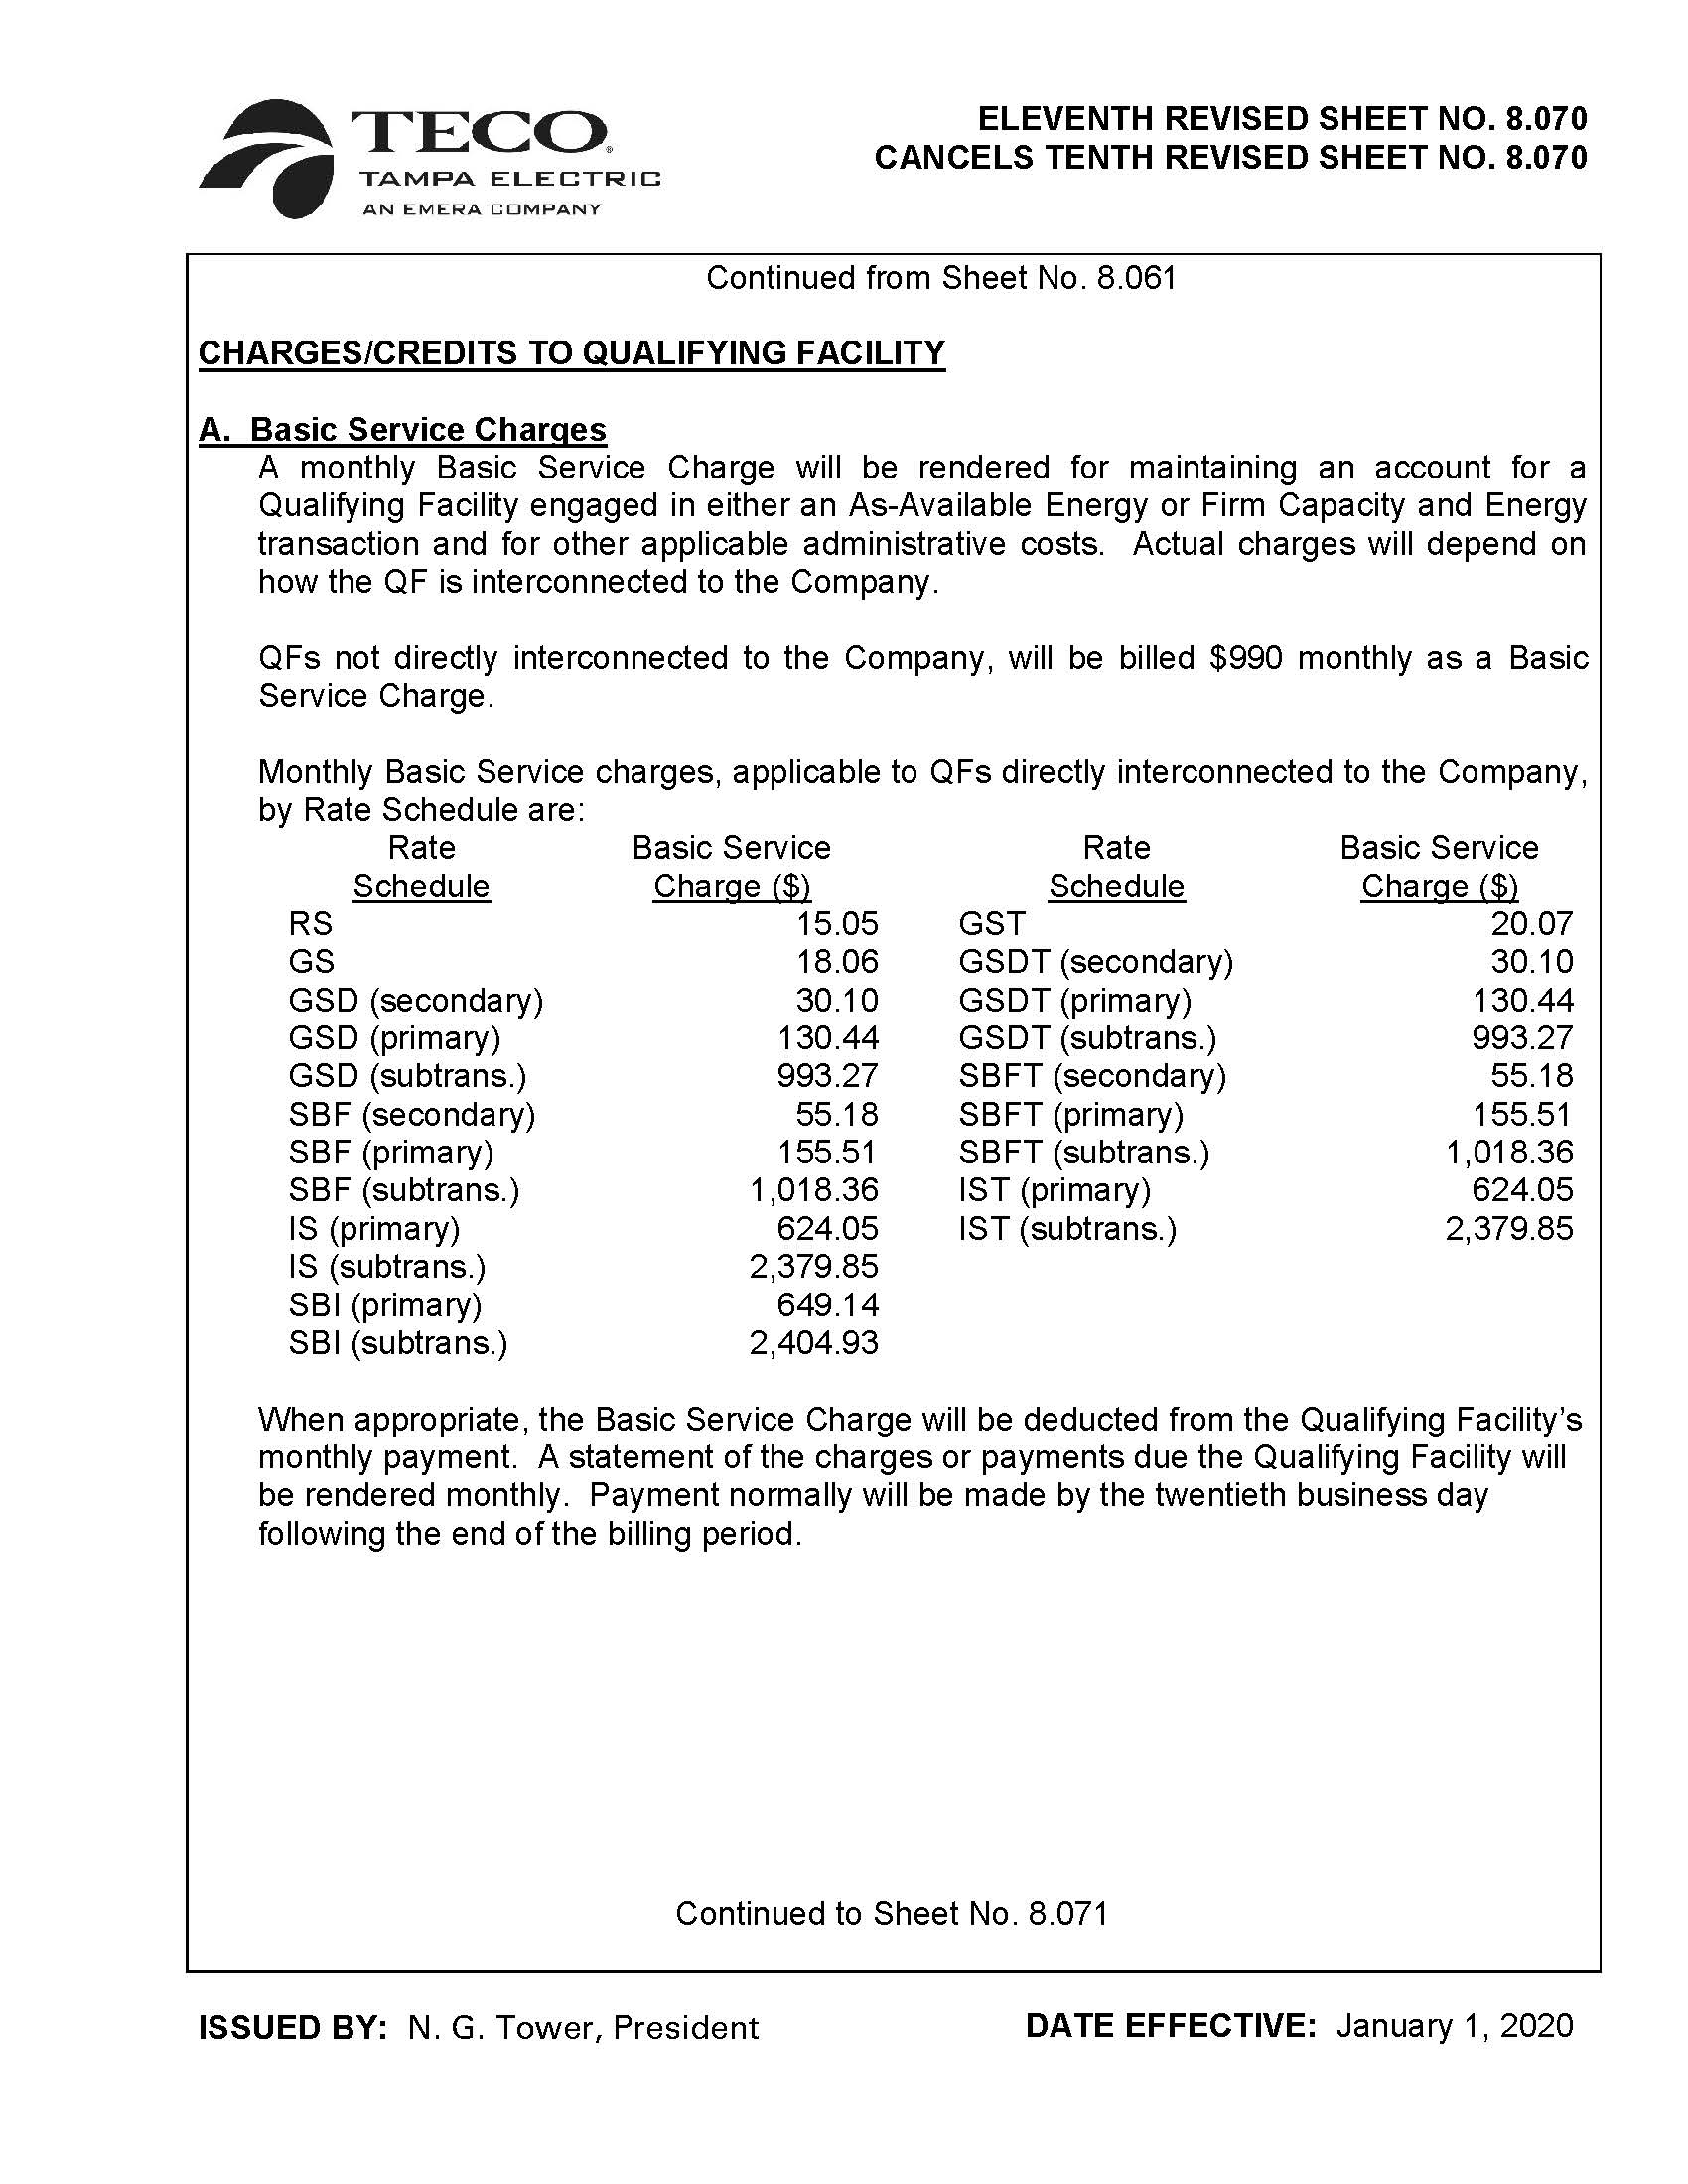 TECO®
TAMPA ELECTRIC
AN EMERA COMPANY
ELEVENTH REVISED SHEET NO. 8.070
CANCELS TENTH REVISED SHEET NO. 8.070
Continued from Sheet No. 8.061
CHARGES/CREDITS TO QUALIFYING FACILITY
A. Basic Service Charges
A monthly Basic Service Charge will be rendered for maintaining an account for a
Qualifying Facility engaged in either an As-Available Energy or Firm Capacity and Energy
transaction and for other applicable administrative costs. Actual charges will depend on
how the QF is interconnected to the Company.
QFs not directly interconnected to the Company, will be billed $990 monthly as a Basic
Service Charge.
Monthly Basic Service charges, applicable to QFs directly interconnected to the Company,
by Rate Schedule are:
Rate Basic Service Rate Basic Service
Schedule Charge ($) Schedule Charge ($)
RS 15.05 GST 20.07
GS 18.06 GSDT (secondary) 30.10
GSD (secondary) 30.10 GSDT (primary) 130.44
GSD (primary) 130.44 GSDT (subtrans.) 993.27
GSD (subtrans.) 993.27 SBFT (secondary) 55.18
SBF (secondary) 55.18 SBFT (primary) 155.51
SBF (primary) 155.51 SBFT (subtrans.) 1,018.36
SBF (subtrans.) 1,018.36 IST (primary) 624.05
IS (primary) 624.05 IST (subtrans.) 2,379.85
IS (subtrans.) 2,379.85
SBI (primary) 649.14
SBI (subtrans.) 2,404.93
When appropriate, the Basic Service Charge will be deducted from the Qualifying Facility's
monthly payment. A statement of the charges or payments due the Qualifying Facility will
be rendered monthly. Payment normally will be made by the twentieth business day
following the end of the billing period.
Continued to Sheet No. 8.071
ISSUED BY: N. G. Tower, President
DATE EFFECTIVE: January 1, 2020